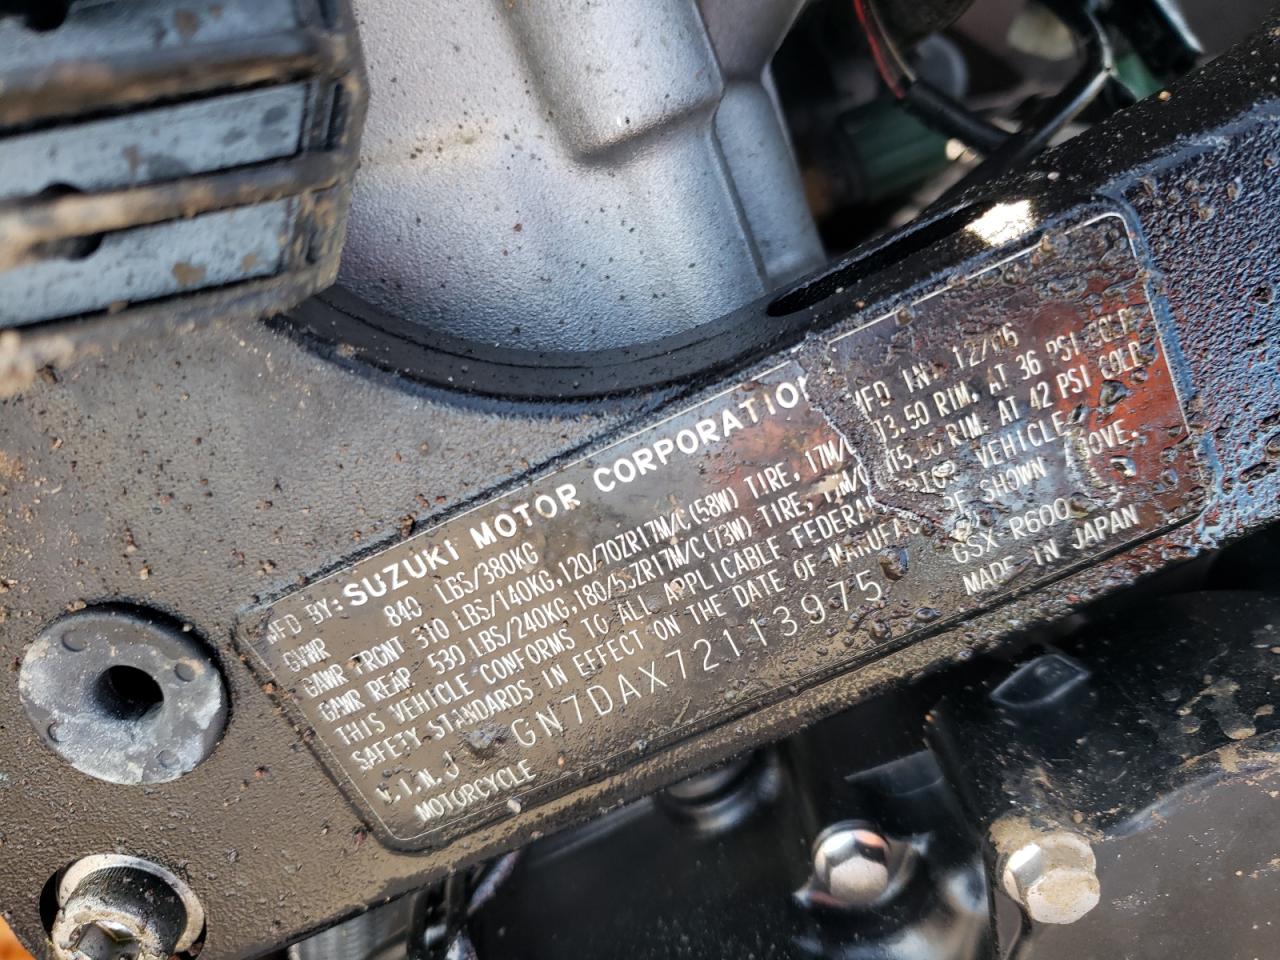 MFD BY: SUZUKI MOTOR CORPORATION MFD IN: 12/06
GVWR 840 LBS/380KG
GAWR FRONT 310 LBS/140KG, 120/70ZR17M/C(58W) TIRE, 17M/C J3.50 RIM, AT 36 PSI COLD
GAWR REAR 530 LBS/240KG, 180/55ZR17M/C(73W) TIRE, 17M/C RIM, AT 42 PSI COLD
THIS VEHICLE CONFORMS TO ALL APPLICABLE FEDERAL VEHICLE
SAFETY STANDARDS IN EFFECT ON THE DATE OF MANUFACTURE SHOWN ABOVE.
V.I.N. GN7DAX72113975 GSX-R600
MOTORCYCLE MADE IN JAPAN